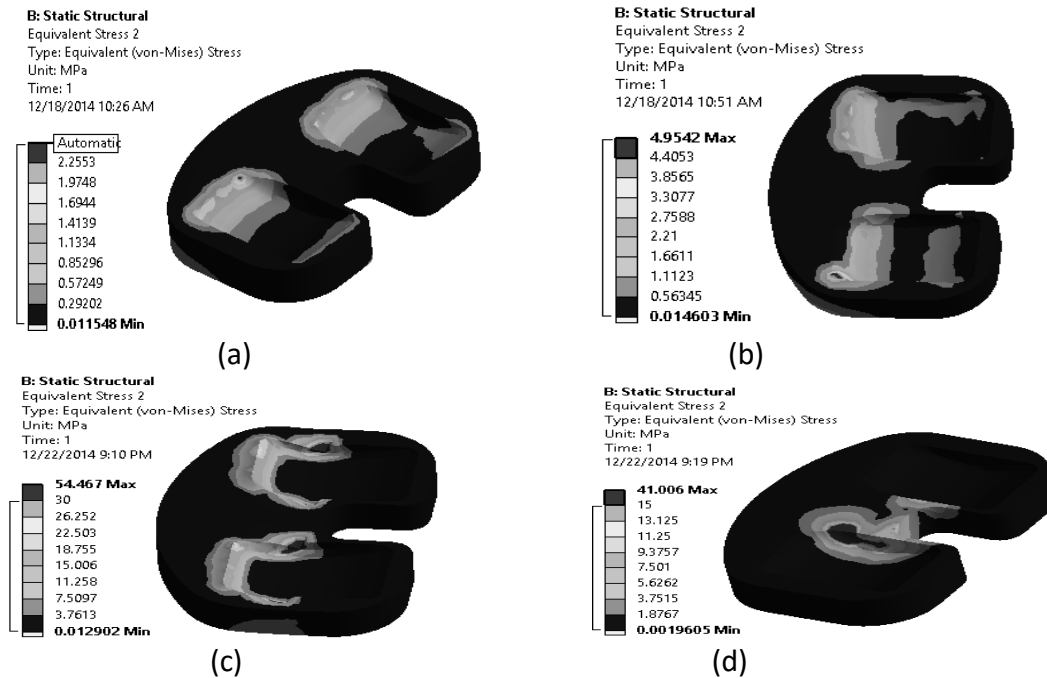 B: Static Structural
Equivalent Stress 2
Type: Equivalent (von-Mises) Stress
Unit: MPa
Time: 1
12/18/2014 10:26 AM
Automatic
2.2553
1.9748
1.6944
1.4139
1.1334
0.85296
0.57249
0.29202
0.011548 Min
(a)
B: Static Structural
Equivalent Stress 2
Type: Equivalent (von-Mises) Stress
Unit: MPa
Time: 1
12/18/2014 10:51 AM
4.9542 Max
4.4053
3.8565
3.3077
2.7588
2.21
1.6611
1.1123
0.56345
0.014603 Min
(b)
B: Static Structural
Equivalent Stress 2
Type: Equivalent (von-Mises) Stress
Unit: MPa
Time: 1
12/22/2014 9:10 PM
54.467 Max
30
26.252
22.503
18.755
15.006
11.258
7.5097
3.7613
0.012902 Min
(c)
B: Static Structural
Equivalent Stress 2
Type: Equivalent (von-Mises) Stress
Unit: MPa
Time: 1
12/22/2014 9:19 PM
41.006 Max
15
13.125
11.25
9.3757
7.501
5.6262
3.7515
1.8767
0.0019605 Min
(d)